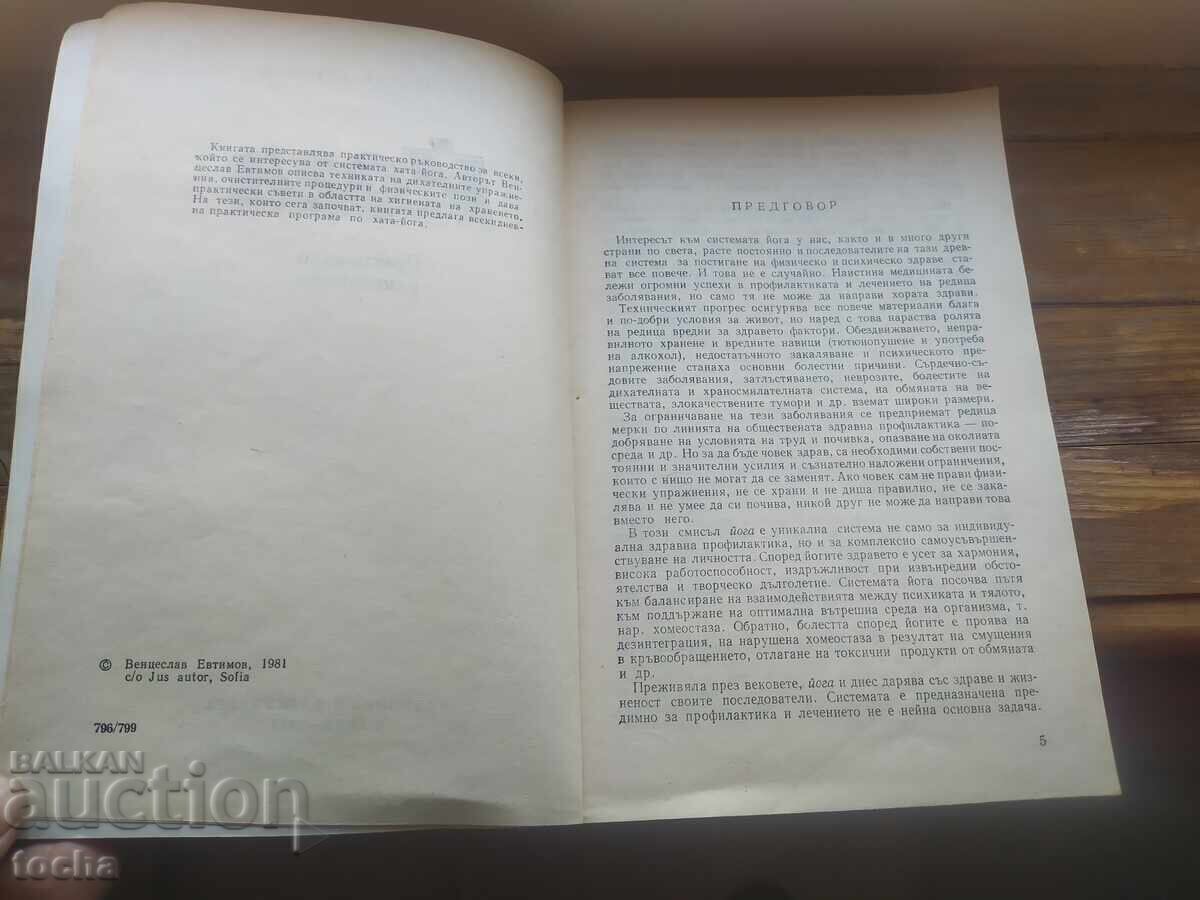 Книгата представлява практическо ръководство за всеки,
който се интересува от системата хата-йога. Авторът Вен-
цеслав Евтимов описва техниката на дихателните упражне-
ния, очистителните процедури и физическите пози и дава
практически съвети в областта на хигиената на храненето.
На тези, които сега започват, книгата предлага всекиднев-
на практическа програма по хата-йога.
© Венцеслав Евтимов, 1981
c/o Jus autor, Sofia
796/799
ПРЕДГОВОР
Интересът към системата йога у нас, както и в много други
страни по света, расте постоянно и последователите на тази древ-
на система за постигане на физическо и психическо здраве ста-
ват все повече. И това не е случайно. Наистина медицината бе-
лежи огромни успехи в профилактиката и лечението на редица
заболявания, но само тя не може да направи хората здрави.
Техническият прогрес осигурява все повече материални блага
и по-добри условия за живот, но наред с това нараства ролята
на редица вредни за здравето фактори. Обездвижването, непра-
вилното хранене и вредните навици (тютюнопушене и употреба
на алкохол), недостатъчното закаляване и психическото пре-
напрежение станаха основни болестни причини. Сърдечно-съ-
довите заболявания, затлъстяването, неврозите, болестите на
дихателната и храносмилателната система, на обмяната на ве-
ществата, злокачествените тумори и др. вземат широки размери.
За ограничаване на тези заболявания се предприемат редица
мерки по линията на обществената здравна профилактика — по-
добряване на условията на труд и почивка, опазване на околната
среда и др. Но за да бъде човек здрав, са необходими собствени пос-
тоянни и значителни усилия и съзнателно наложени ограничения,
които с нищо не могат да се заменят. Ако човек сам не прави физи-
чески упражнения, не се храни и не диша правилно, не се зака-
лява и не умее да си почива, никой друг не може да направи това
вместо него.
В този смисъл йога е уникална система не само за индивиду-
ална здравна профилактика, но и за комплексно самоусъвършен-
ствуване на личността. Според йогите здравето е усет за хармония,
висока работоспособност, издръжливост при извънредни обсто-
ятелства и творческо дълголетие. Системата йога посочва пътя
към балансиране на взаимодействията между психиката и тялото,
към поддържане на оптимална вътрешна среда на организма, т.
нар. хомеостаза. Обратно, болестта според йогите е проява на
дезинтеграция, на нарушена хомеостаза в резултат на смущения
в кръвообращението, отлагане на токсични продукти от обмяната
и др.
Преживяла през вековете, йога и днес дарява със здраве и жиз-
неност своите последователи. Системата е предназначена пре-
димно за профилактика и лечението не е нейна основна задача.
5
BALKAN
auction
tocha